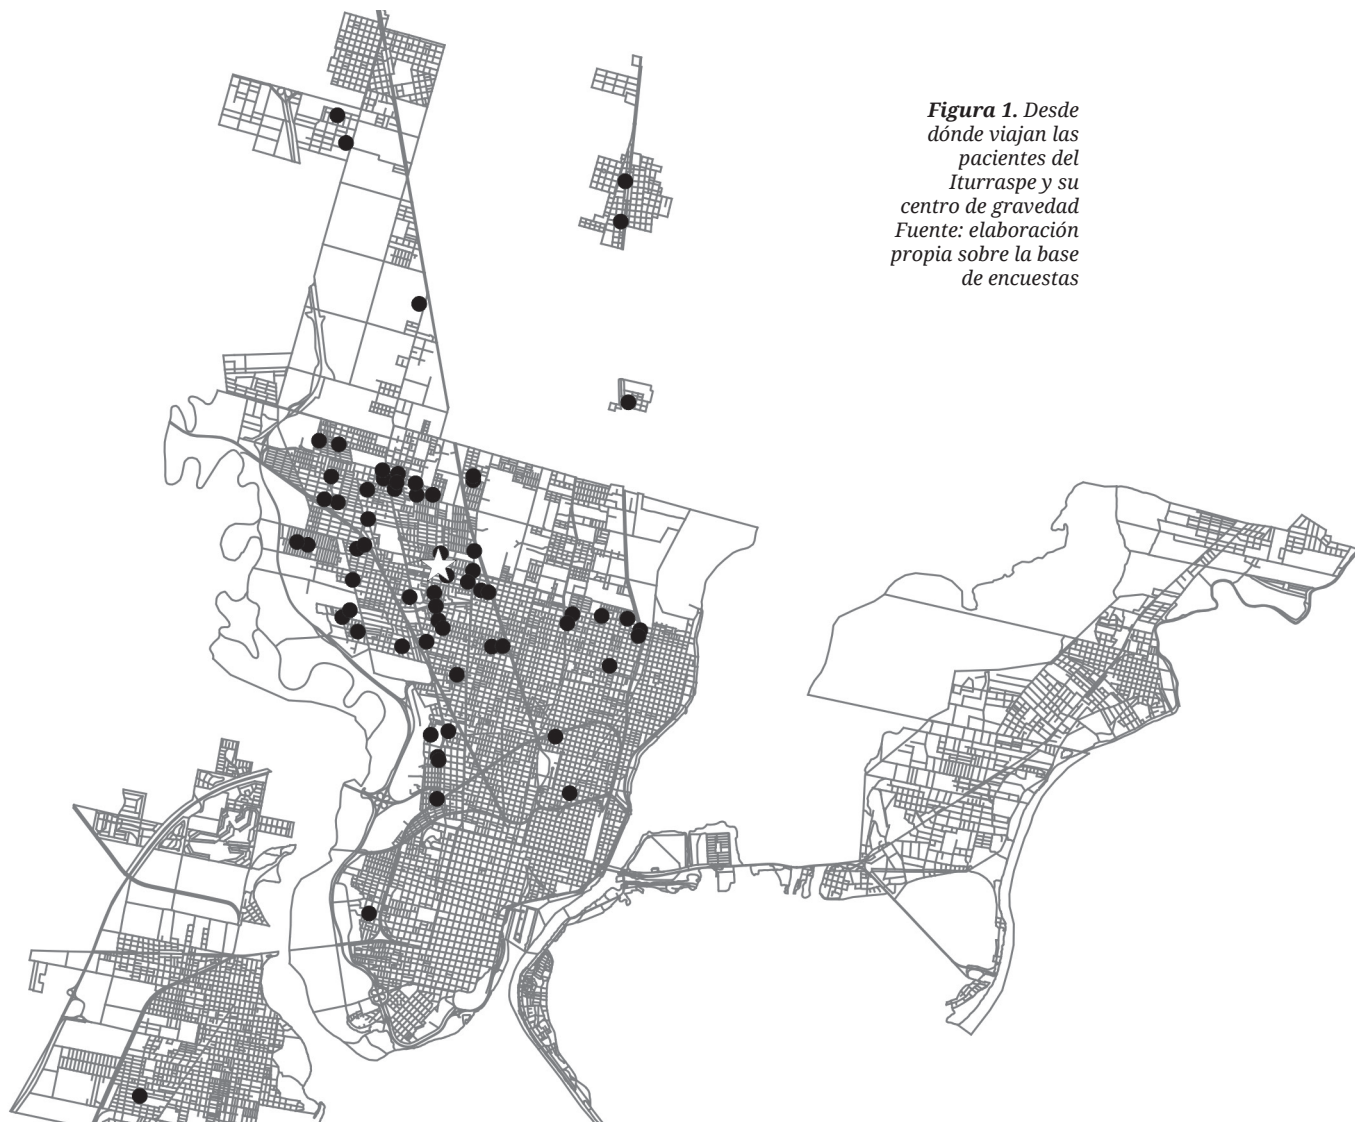 Figura 1. Desde
dónde viajan las
pacientes del
Iturraspe y su
centro de gravedad
Fuente: elaboración
propia sobre la base
de encuestas